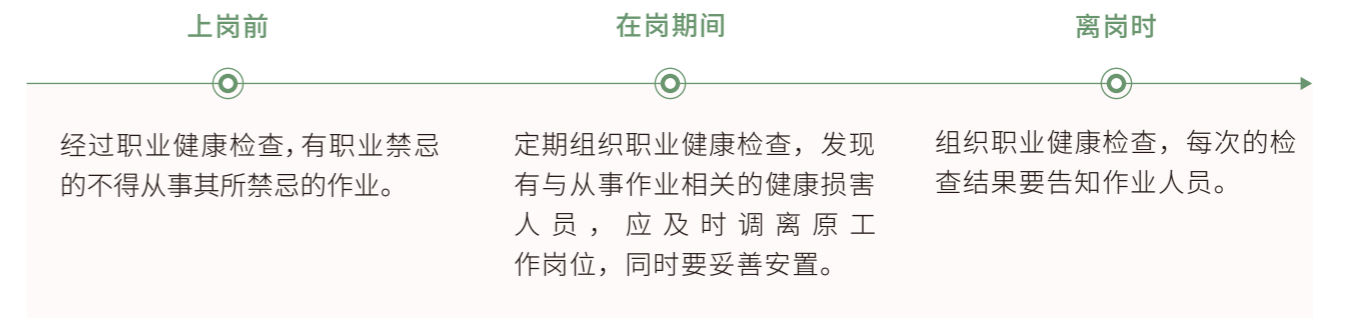 上岗前
经过职业健康检查，有职业禁忌
的不得从事其所禁忌的作业。
在岗期间
定期组织职业健康检查，发现
有与从事作业相关的健康损害
人员，应及时调离原工
作岗位，同时要妥善安置。
离岗时
组织职业健康检查，每次的检
查结果要告知作业人员。